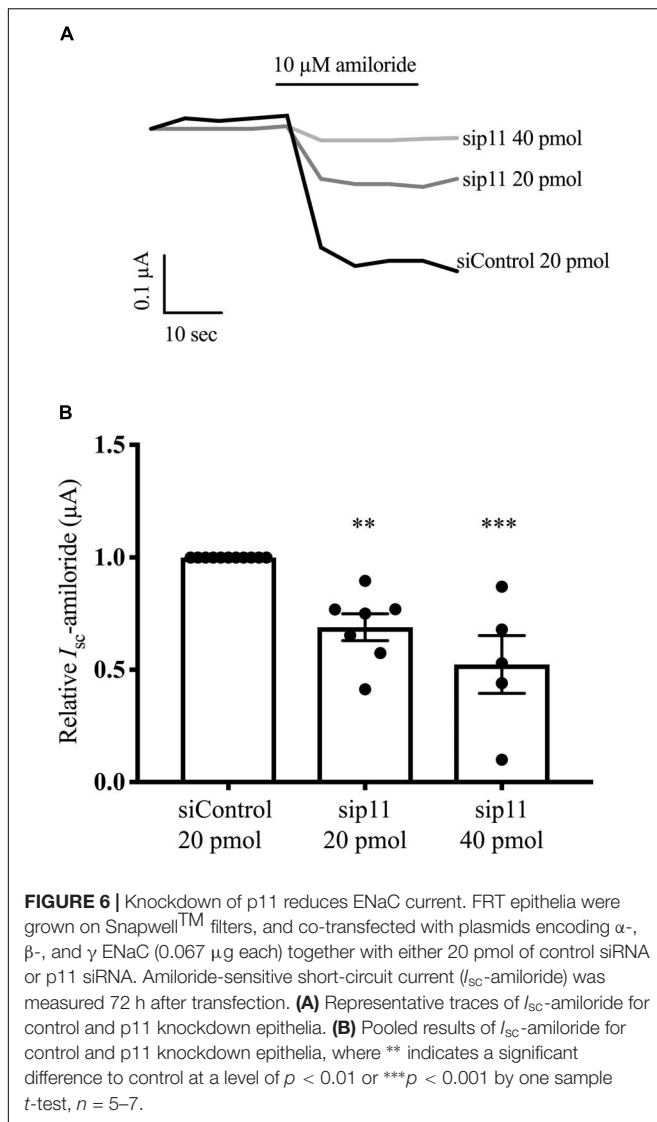 A
10 µM amiloride
sip11 40 pmol
sip11 20 pmol
siControl 20 pmol
0.1 µA
10 sec
B
Relative Isc-amiloride (µA)
1.5
1.0
0.5
0.0
**
***
siControl
20 pmol
sip11
20 pmol
sip11
40 pmol
FIGURE 6 | Knockdown of p11 reduces ENaC current. FRT epithelia were
grown on Snapwell™ filters, and co-transfected with plasmids encoding α-,
β-, and γ ENaC (0.067 µg each) together with either 20 pmol of control siRNA
or p11 siRNA. Amiloride-sensitive short-circuit current (Isc-amiloride) was
measured 72 h after transfection. (A) Representative traces of Isc-amiloride for
control and p11 knockdown epithelia. (B) Pooled results of Isc-amiloride for
control and p11 knockdown epithelia, where ** indicates a significant
difference to control at a level of p < 0.01 or ***p < 0.001 by one sample
t-test, n = 5–7.